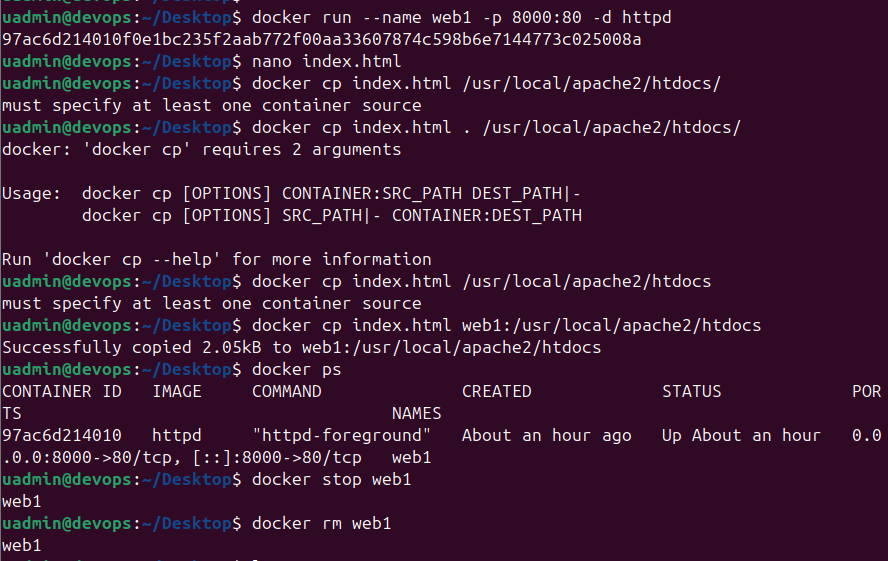 uadmin@devops:~/Desktop$ docker run --name web1 -p 8000:80 -d httpd
97ac6d214010f0e1bc235f2aab772f00aa33607874c598b6e7144773c025008a
uadmin@devops:~/Desktop$ nano index.html
uadmin@devops:~/Desktop$ docker cp index.html /usr/local/apache2/htdocs/
must specify at least one container source
uadmin@devops:~/Desktop$ docker cp index.html . /usr/local/apache2/htdocs/
docker: 'docker cp' requires 2 arguments

Usage:  docker cp [OPTIONS] CONTAINER:SRC_PATH DEST_PATH|-
        docker cp [OPTIONS] SRC_PATH|- CONTAINER:DEST_PATH

Run 'docker cp --help' for more information
uadmin@devops:~/Desktop$ docker cp index.html /usr/local/apache2/htdocs
must specify at least one container source
uadmin@devops:~/Desktop$ docker cp index.html web1:/usr/local/apache2/htdocs
Successfully copied 2.05kB to web1:/usr/local/apache2/htdocs
uadmin@devops:~/Desktop$ docker ps
CONTAINER ID   IMAGE     COMMAND              CREATED             STATUS             POR
TS                                     NAMES
97ac6d214010   httpd     "httpd-foreground"   About an hour ago   Up About an hour   0.0
.0.0:8000->80/tcp, [::]:8000->80/tcp   web1
uadmin@devops:~/Desktop$ docker stop web1
web1
uadmin@devops:~/Desktop$ docker rm web1
web1